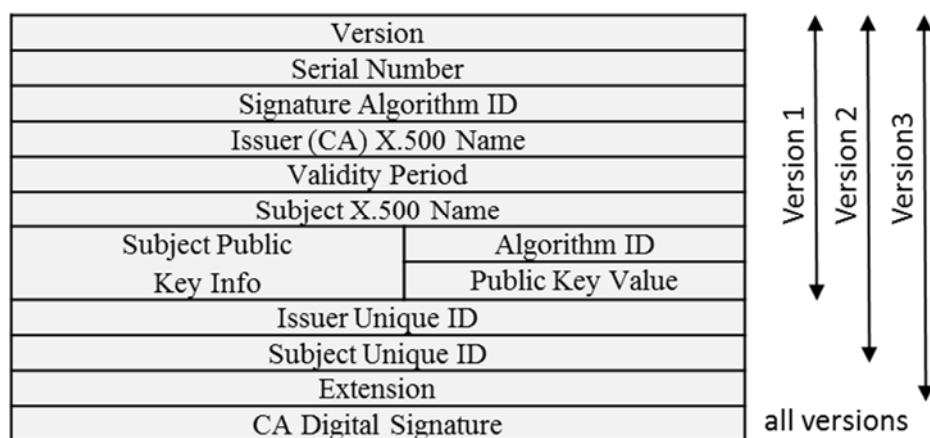 Version
Serial Number
Signature Algorithm ID
Issuer (CA) X.500 Name
Validity Period
Subject X.500 Name
Subject Public
Key Info
Algorithm ID
Public Key Value
Issuer Unique ID
Subject Unique ID
Extension
CA Digital Signature
Version 1
Version 2
Version3
all versions